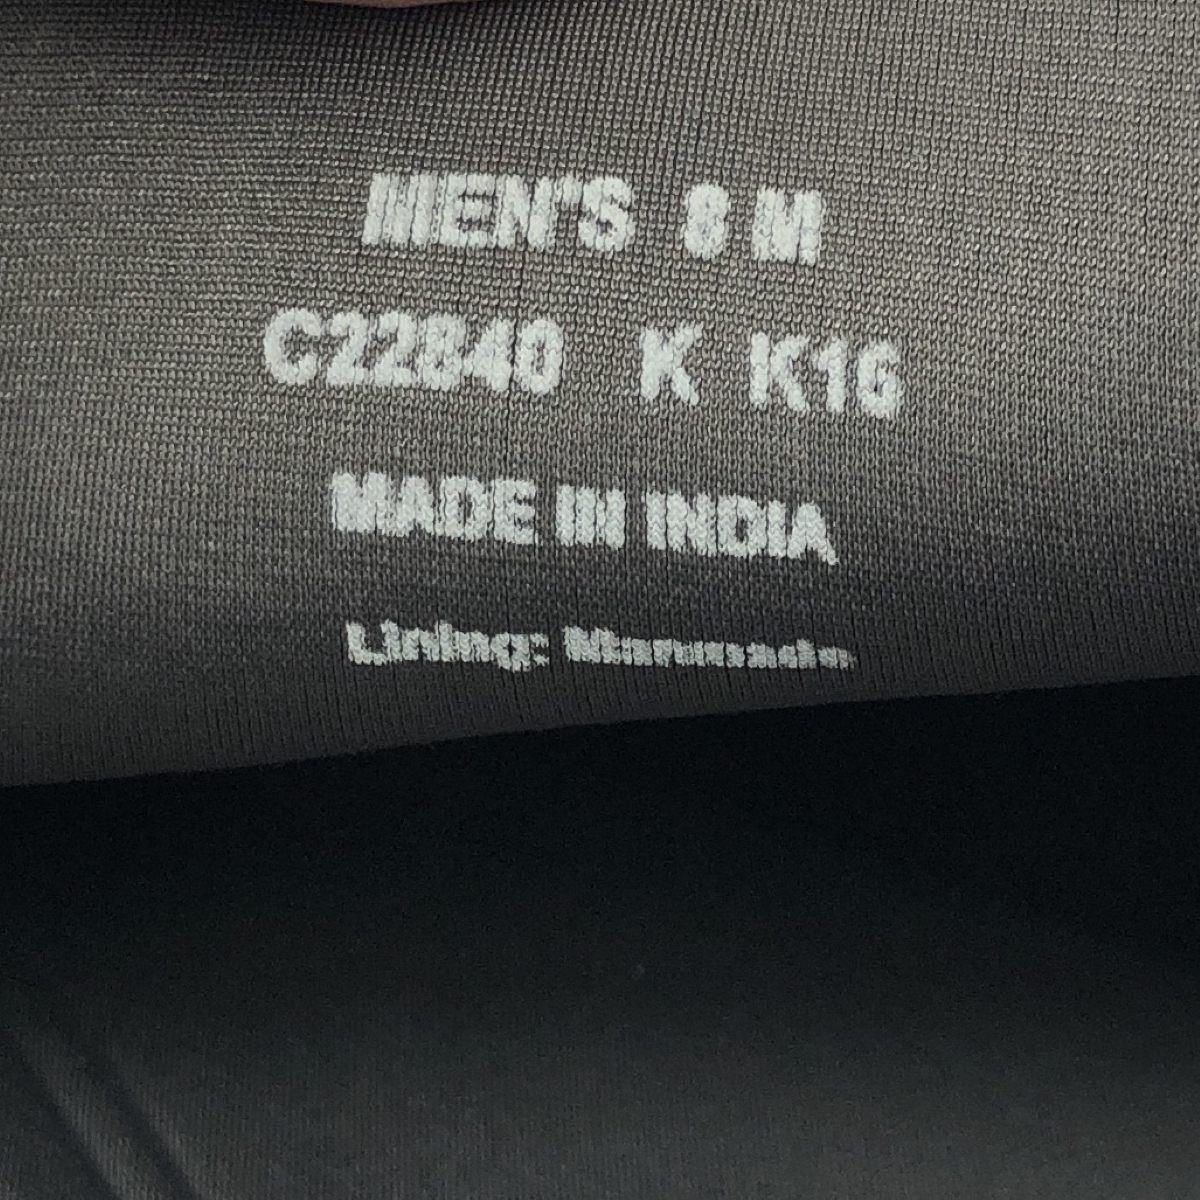 MEN'S 8 M
C22840 K K16
MADE IN INDIA
Lining: Manmade